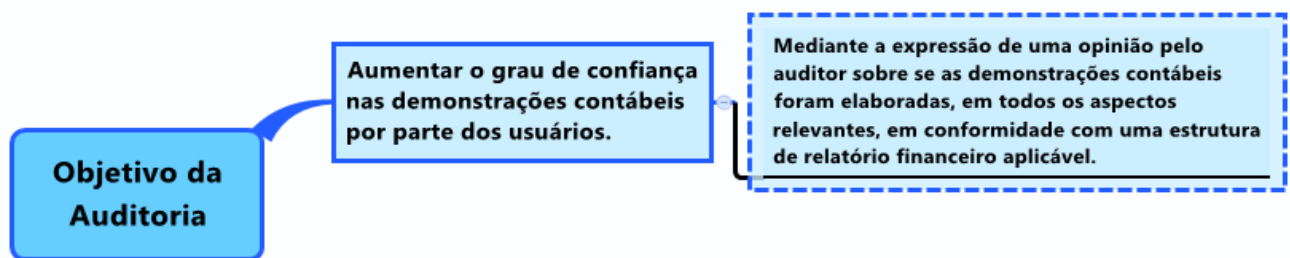 Objetivo da
Auditoria
Aumentar o grau de confiança
nas demonstrações contábeis
por parte dos usuários.
Mediante a expressão de uma opinião pelo
auditor sobre se as demonstrações contábeis
foram elaboradas, em todos os aspectos
relevantes, em conformidade com uma estrutura
de relatório financeiro aplicável.